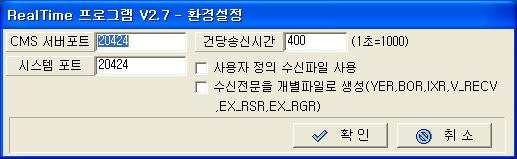 RealTime 프로그램 V2.7 - 환경설정
CMS 서버포트 20424 건당송신시간 400 (1초=1000)
시스템 포트 20424
사용자 정의 수신파일 사용
수신전문을 개별파일로 생성(YER,BOR,IXR,V_RECV
,EX_RSR,EX_RGR)
확 인 취 소